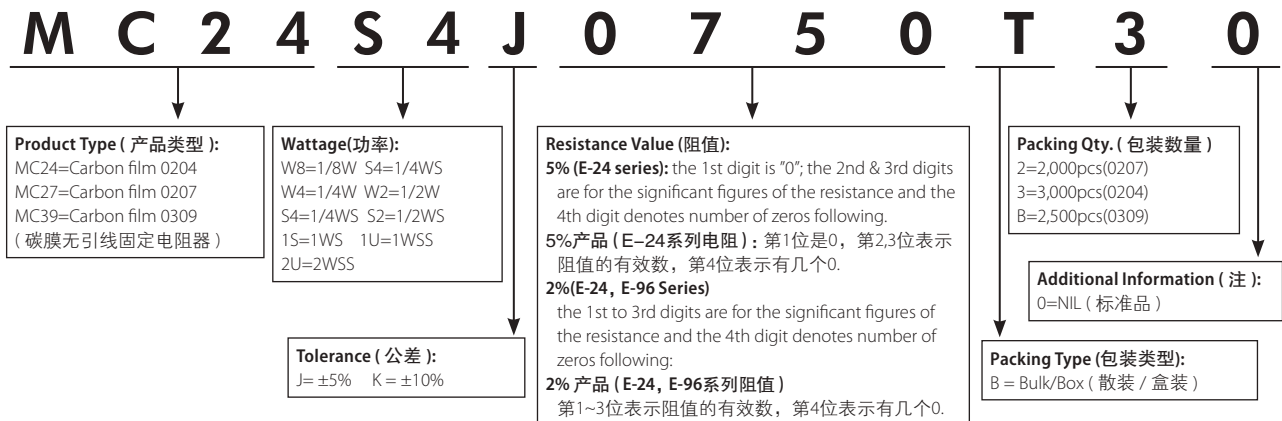 M C 2 4 S 4 J 0 7 5 0 T 3 0
Product Type ( 产品类型 ):
MC24=Carbon film 0204
MC27=Carbon film 0207
MC39=Carbon film 0309
( 碳膜无引线固定电阻器 )
Wattage(功率):
W8=1/8W S4=1/4WS
W4=1/4W W2=1/2W
S4=1/4WS S2=1/2WS
1S=1WS 1U=1WSS
2U=2WSS
Tolerance ( 公差 ):
J= ±5% K = ±10%
Resistance Value (阻值):
5% (E-24 series): the 1st digit is "0"; the 2nd & 3rd digits
are for the significant figures of the resistance and the
4th digit denotes number of zeros following.
5%产品 ( E–24系列电阻 ) : 第1位是0，第2,3位表示
阻值的有效数，第4位表示有几个0.
2%(E-24, E-96 Series)
the 1st to 3rd digits are for the significant figures of
the resistance and the 4th digit denotes number of
zeros following:
2% 产品 ( E-24, E-96系列阻值 )
第1~3位表示阻值的有效数，第4位表示有几个0.
Packing Qty. ( 包装数量 )
2=2,000pcs(0207)
3=3,000pcs(0204)
B=2,500pcs(0309)
Additional Information ( 注 ):
0=NIL ( 标准品 )
Packing Type (包装类型):
B = Bulk/Box ( 散装 / 盒装 )